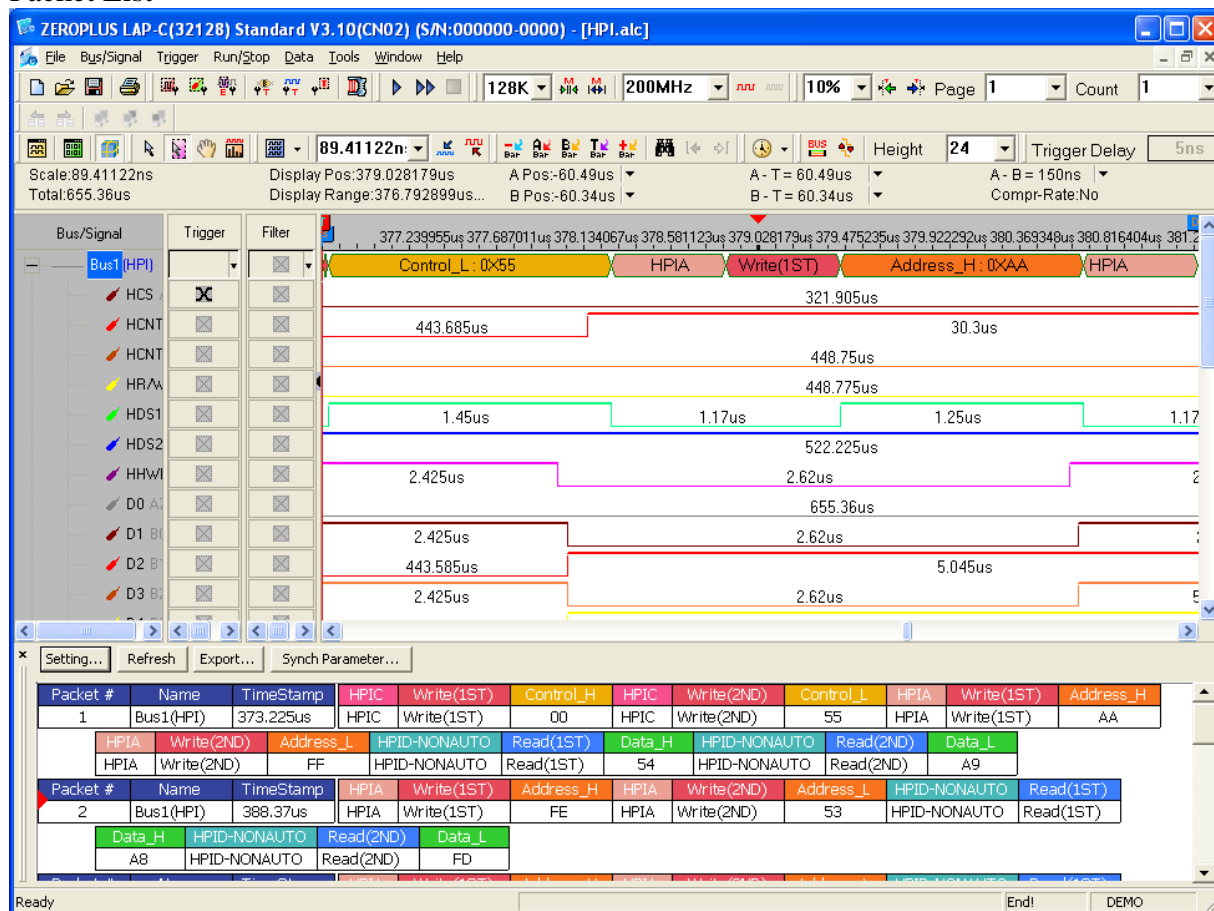 ZEROPLUS LAP-C(32128) Standard V3.10(CN02) (S/N:000000-0000) - [HPI.alc]
File Bus/Signal Trigger Run/Stop Data Tools Window Help
128K 200MHz 10% Page 1 Count 1
89.41122n: Height 24 Trigger Delay 5ns
Scale:89.41122ns Display Pos:379.028179us A Pos:-60.49us A - T = 60.49us A - B = 150ns
Total:655.36us Display Range:376.792899us... B Pos:-60.34us B - T = 60.34us Compr-Rate:No
Bus/Signal Trigger Filter 377.239955us 377.687011us 378.134067us 378.581123us 379.028179us 379.475235us 379.922292us 380.369348us 380.816404us 381.2
Bus1(HPI) Control_L : 0X55 HPIA Write(1ST) Address_H : 0XAA HPIA
HCS 321.905us
HCNT 443.685us 30.3us
HCNT 448.75us
HR/W 448.775us
HDS1 1.45us 1.17us 1.25us 1.17
HDS2 522.225us
HHWI 2.425us 2.62us 2
D0 A7 655.36us
D1 B0 2.425us 2.62us
D2 B1 443.585us 5.045us
D3 B2 2.425us 2.62us 5
Setting... Refresh Export... Synch Parameter...
Packet # Name TimeStamp HPIC Write(1ST) Control_H HPIC Write(2ND) Control_L HPIA Write(1ST) Address_H
1 Bus1(HPI) 373.225us HPIC Write(1ST) 00 HPIC Write(2ND) 55 HPIA Write(1ST) AA
HPIA Write(2ND) Address_L HPID-NONAUTO Read(1ST) Data_H HPID-NONAUTO Read(2ND) Data_L
HPIA Write(2ND) FF HPID-NONAUTO Read(1ST) 54 HPID-NONAUTO Read(2ND) A9
Packet # Name TimeStamp HPIA Write(1ST) Address_H HPIA Write(2ND) Address_L HPID-NONAUTO Read(1ST)
2 Bus1(HPI) 388.37us HPIA Write(1ST) FE HPIA Write(2ND) 53 HPID-NONAUTO Read(1ST)
Data_H HPID-NONAUTO Read(2ND) Data_L
A8 HPID-NONAUTO Read(2ND) FD
Ready End! DEMO